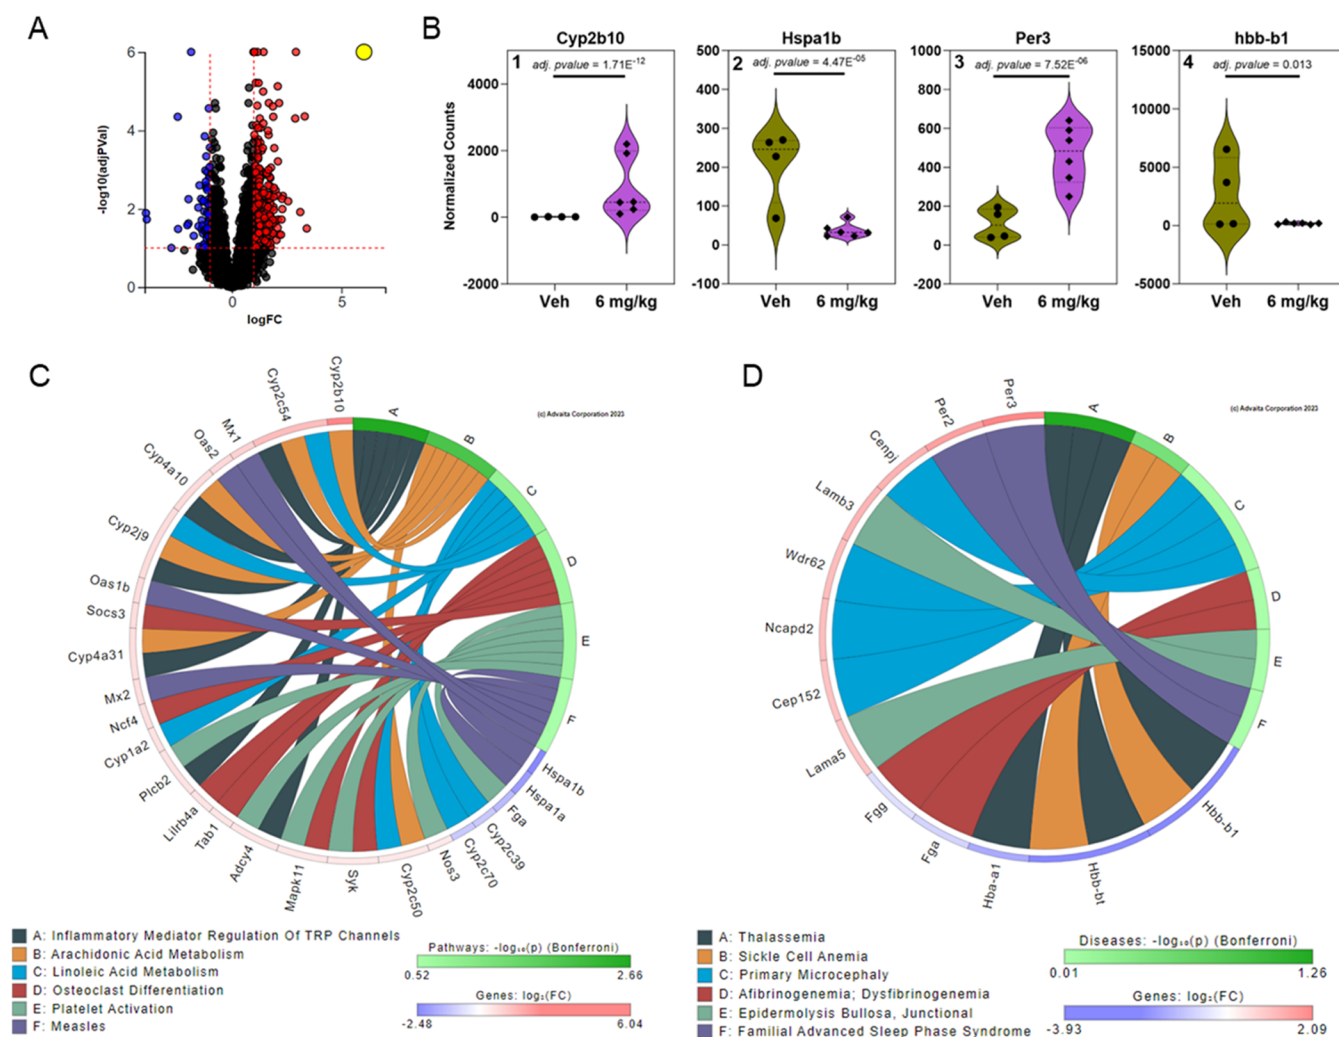 A
-log10(adjPVal)
6
4
2
0
0
5
logFC
B
Normalized Counts
Cyp2b10
1
adj. pvalue = 1.71E-12
4000
2000
0
-2000
Veh
6 mg/kg
Hspa1b
2
adj. pvalue = 4.47E-05
500
400
300
200
100
0
-100
Veh
6 mg/kg
Per3
3
adj. pvalue = 7.52E-06
1000
800
600
400
200
0
-200
Veh
6 mg/kg
hbb-b1
4
adj. pvalue = 0.013
15000
10000
5000
0
-5000
Veh
6 mg/kg
C
(c) Advaita Corporation 2023
Cyp2b10
Cyp2c54
Mx1
Oas2
Cyp4a10
Cyp2j9
Oas1b
Socs3
Cyp4a31
Mx2
Ncf4
Cyp1a2
Plcb2
Lilrb4a
Tab1
Adcy4
Mapk11
Syk
Cyp2c50
Nos3
Cyp2c70
Cyp2c39
Fga
Hspa1a
Hspa1b
A
B
C
D
E
F
A: Inflammatory Mediator Regulation Of TRP Channels
B: Arachidonic Acid Metabolism
C: Linoleic Acid Metabolism
D: Osteoclast Differentiation
E: Platelet Activation
F: Measles
Pathways: -log₁₀(p) (Bonferroni)
0.52
2.66
Genes: log₂(FC)
-2.48
6.04
D
(c) Advaita Corporation 2023
Per3
Per2
Cenpj
Lamb3
Wdr62
Ncapd2
Cep152
Lama5
Fgg
Fga
Hba-a1
Hbb-bt
Hbb-b1
A
B
C
D
E
F
A: Thalassemia
B: Sickle Cell Anemia
C: Primary Microcephaly
D: Afibrinogenemia; Dysfibrinogenemia
E: Epidermolysis Bullosa, Junctional
F: Familial Advanced Sleep Phase Syndrome
Diseases: -log₁₀(p) (Bonferroni)
0.01
1.26
Genes: log₂(FC)
-3.93
2.09